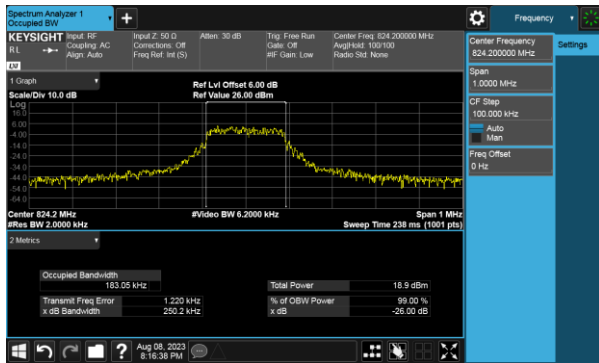 Spectrum Analyzer 1
Occupied BW
+
Frequency
KEYSIGHT
RL
LW
Input: RF
Coupling: AC
Align: Auto
Input Z: 50 Ω
Corrections: Off
Freq Ref: Int (S)
Atten: 30 dB
Trig: Free Run
Gate: Off
#IF Gain: Low
Center Freq: 824.200000 MHz
Avg|Hold: 100/100
Radio Std: None
Center Frequency
824.200000 MHz
Settings
Span
1.0000 MHz
CF Step
100.000 kHz
Auto
Man
Freq Offset
0 Hz
1 Graph
Scale/Div 10.0 dB
Ref Lvl Offset 6.00 dB
Ref Value 26.00 dBm
Log
16.0
6.00
-4.00
-14.0
-24.0
-34.0
-44.0
-54.0
-64.0
Center 824.2 MHz
#Video BW 6.2000 kHz
Span 1 MHz
#Res BW 2.0000 kHz
Sweep Time 238 ms (1001 pts)
2 Metrics
Occupied Bandwidth
183.05 kHz
Total Power
18.9 dBm
Transmit Freq Error
1.220 kHz
% of OBW Power
99.00 %
x dB Bandwidth
250.2 kHz
x dB
-26.00 dB
?
Aug 08, 2023
8:16:38 PM